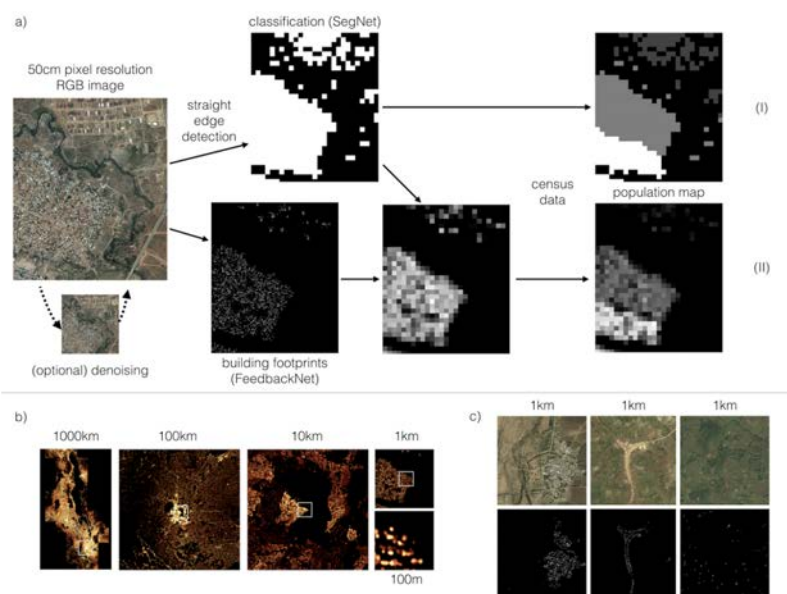 a)
classification (SegNet)
50cm pixel resolution
RGB image
straight
edge
detection
(I)
census
data
population map
(II)
(optional) denoising
building footprints
(FeedbackNet)
b)
1000km
100km
10km
1km
100m
c)
1km
1km
1km